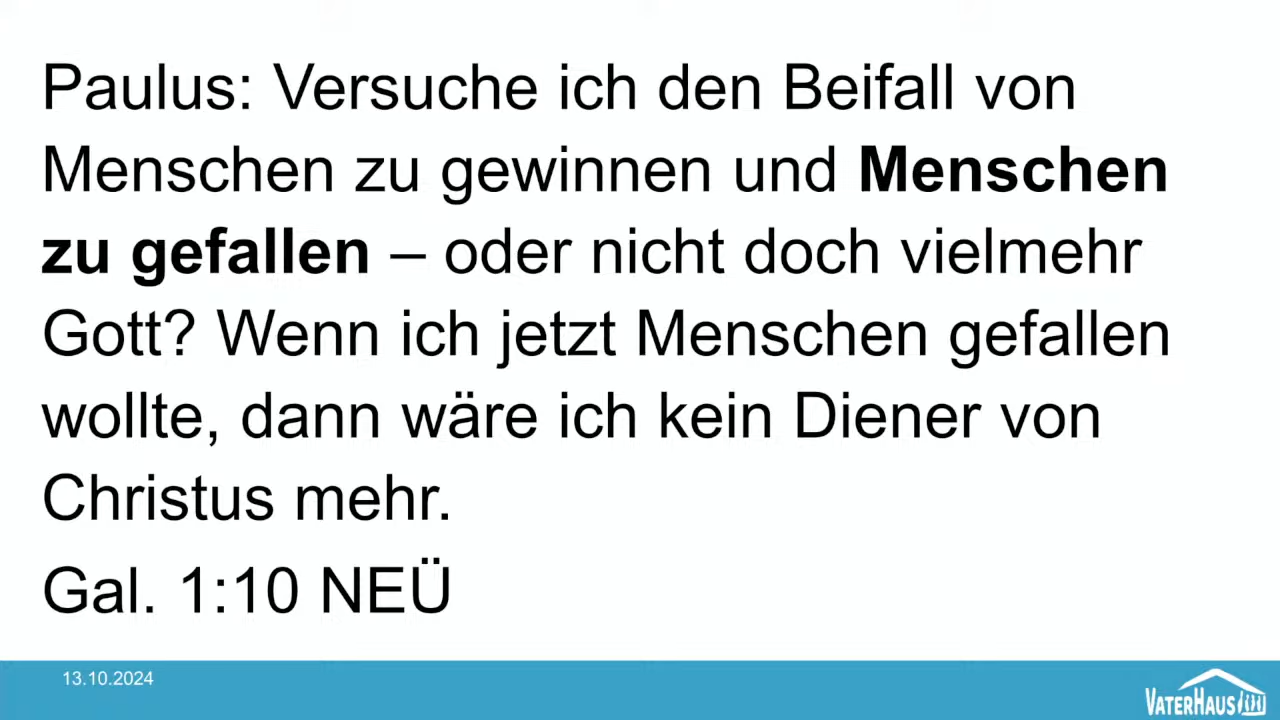 Paulus: Versuche ich den Beifall von
Menschen zu gewinnen und Menschen
zu gefallen – oder nicht doch vielmehr
Gott? Wenn ich jetzt Menschen gefallen
wollte, dann wäre ich kein Diener von
Christus mehr.
Gal. 1:10 NEÜ
13.10.2024
VATERHAUS